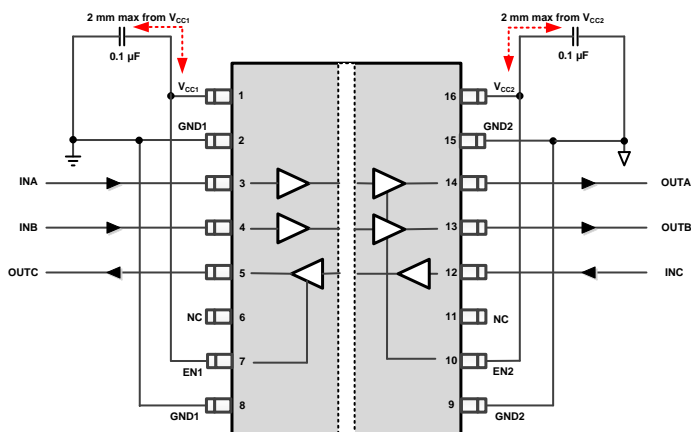 2 mm max from VCC1
2 mm max from VCC2
0.1 µF
0.1 µF
VCC1
1
16
VCC2
GND1
2
15
GND2
INA
3
14
OUTA
INB
4
13
OUTB
OUTC
5
12
INC
NC
6
11
NC
EN1
7
10
EN2
GND1
8
9
GND2